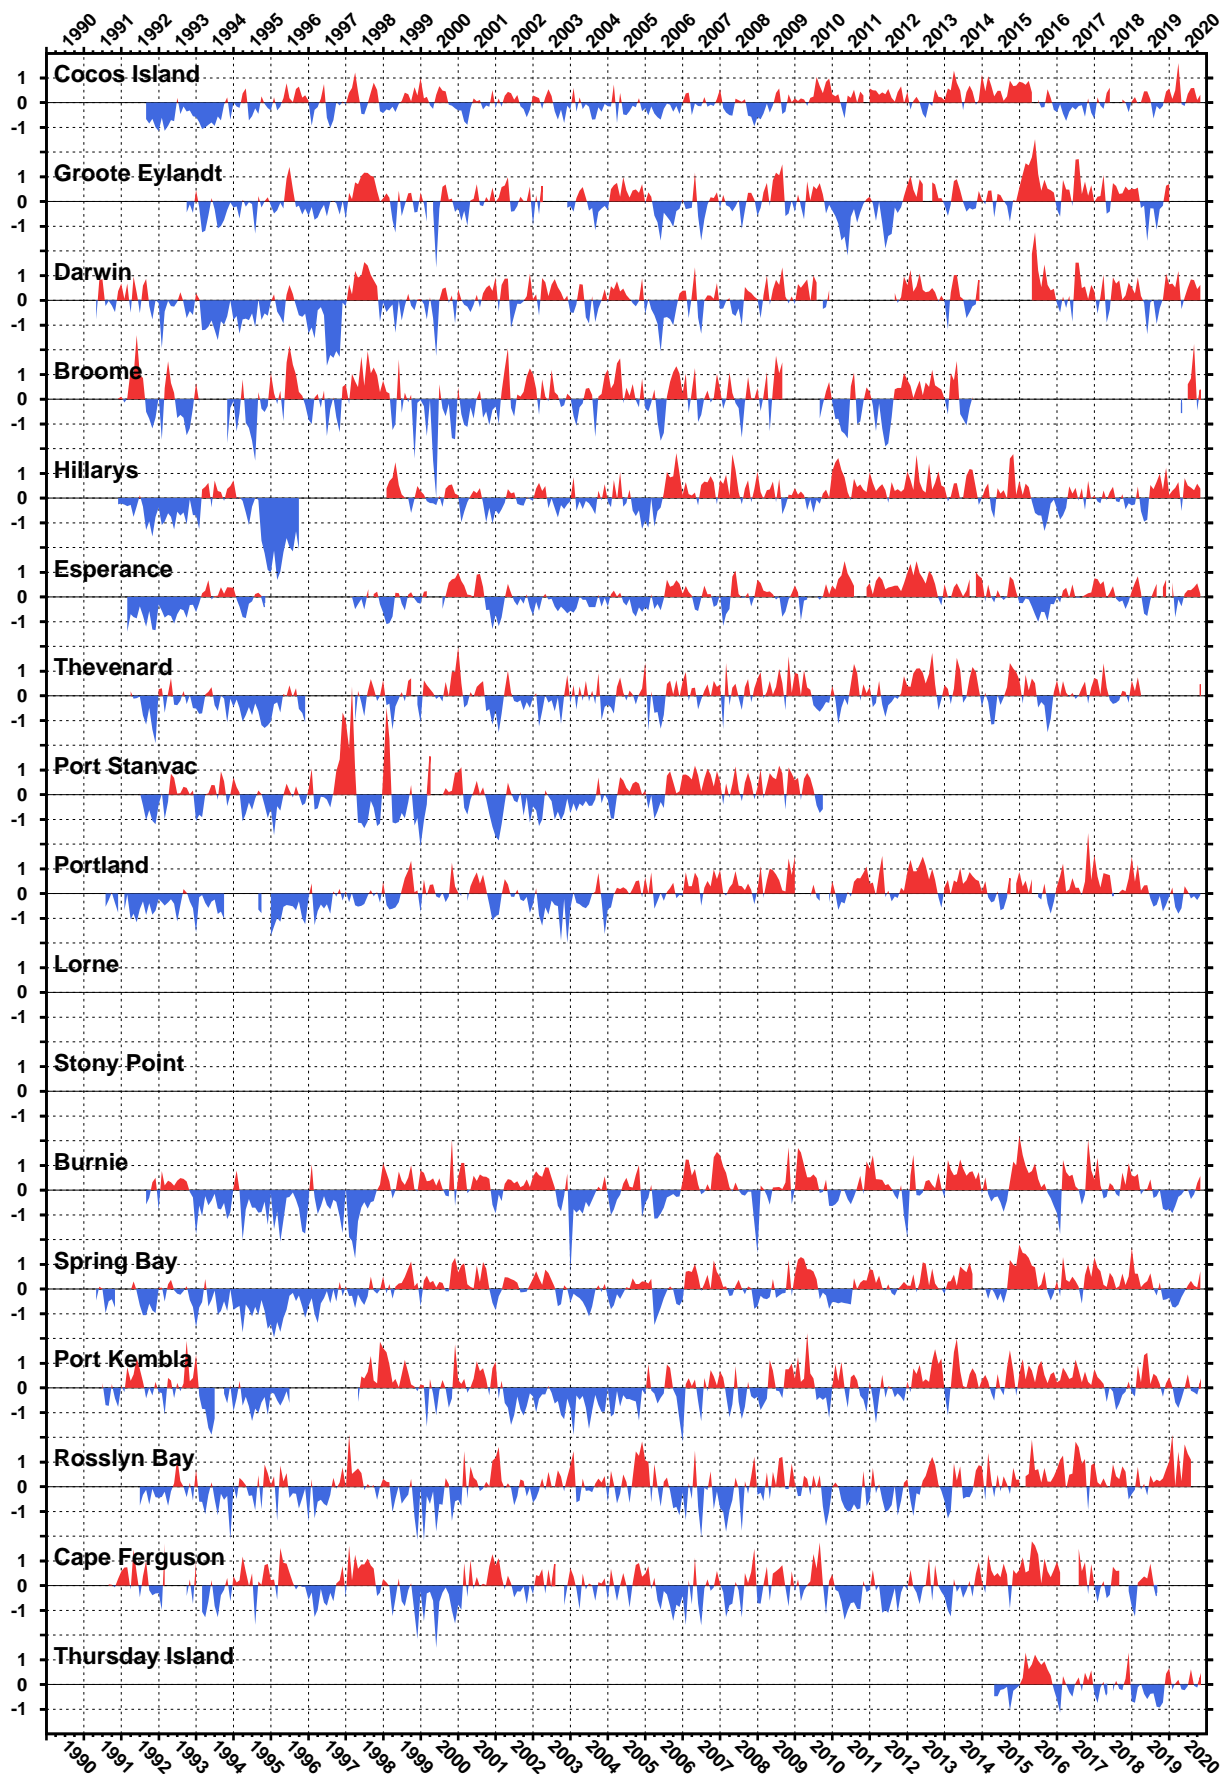 1990 1991 1992 1993 1994 1995 1996 1997 1998 1999 2000 2001 2002 2003 2004 2005 2006 2007 2008 2009 2010 2011 2012 2013 2014 2015 2016 2017 2018 2019 2020
1 Cocos Island
0
-1
1 Groote Eylandt
0
-1
1 Darwin
0
-1
1 Broome
0
-1
1 Hillarys
0
-1
1 Esperance
0
-1
1 Thevenard
0
-1
1 Port Stanvac
0
-1
1 Portland
0
-1
1 Lorne
0
-1
1 Stony Point
0
-1
1 Burnie
0
-1
1 Spring Bay
0
-1
1 Port Kembla
0
-1
1 Rosslyn Bay
0
-1
1 Cape Ferguson
0
-1
1 Thursday Island
0
-1
1990 1991 1992 1993 1994 1995 1996 1997 1998 1999 2000 2001 2002 2003 2004 2005 2006 2007 2008 2009 2010 2011 2012 2013 2014 2015 2016 2017 2018 2019 2020